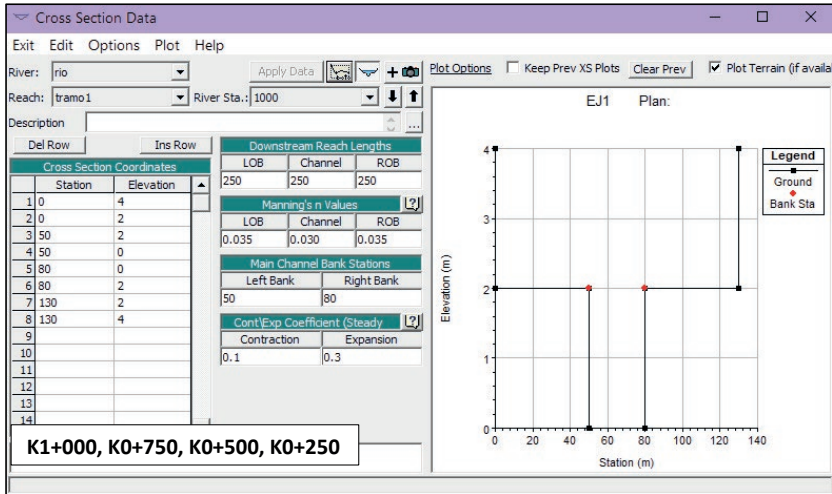 Cross Section Data
Exit Edit Options Plot Help
River: rio Apply Data + Plot Options Keep Prev XS Plots Clear Prev Plot Terrain (if availa
Reach: tramo1 River Sta.: 1000
Description ...
Del Row Ins Row
Cross Section Coordinates
Station Elevation
1 0 4
2 0 2
3 50 2
4 50 0
5 80 0
6 80 2
7 130 2
8 130 4
9
10
11
12
13
14
Downstream Reach Lengths
LOB Channel ROB
250 250 250
Manning's n Values ?
LOB Channel ROB
0.035 0.030 0.035
Main Channel Bank Stations
Left Bank Right Bank
50 80
Cont\Exp Coefficient (Steady ?
Contraction Expansion
0.1 0.3
K1+000, K0+750, K0+500, K0+250
EJ1 Plan:
Elevation (m)
4
3
2
1
0
0 20 40 60 80 100 120 140
Station (m)
Legend
Ground
Bank Sta